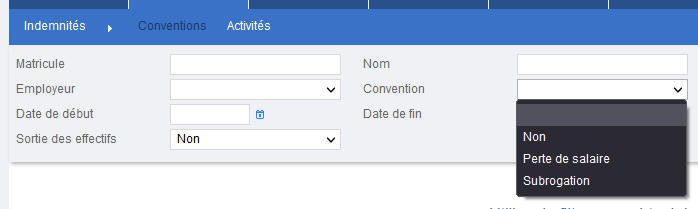 Indemnités Conventions Activités
Matricule Nom
Employeur Convention
Date de début Date de fin
Sortie des effectifs Non
Non
Perte de salaire
Subrogation